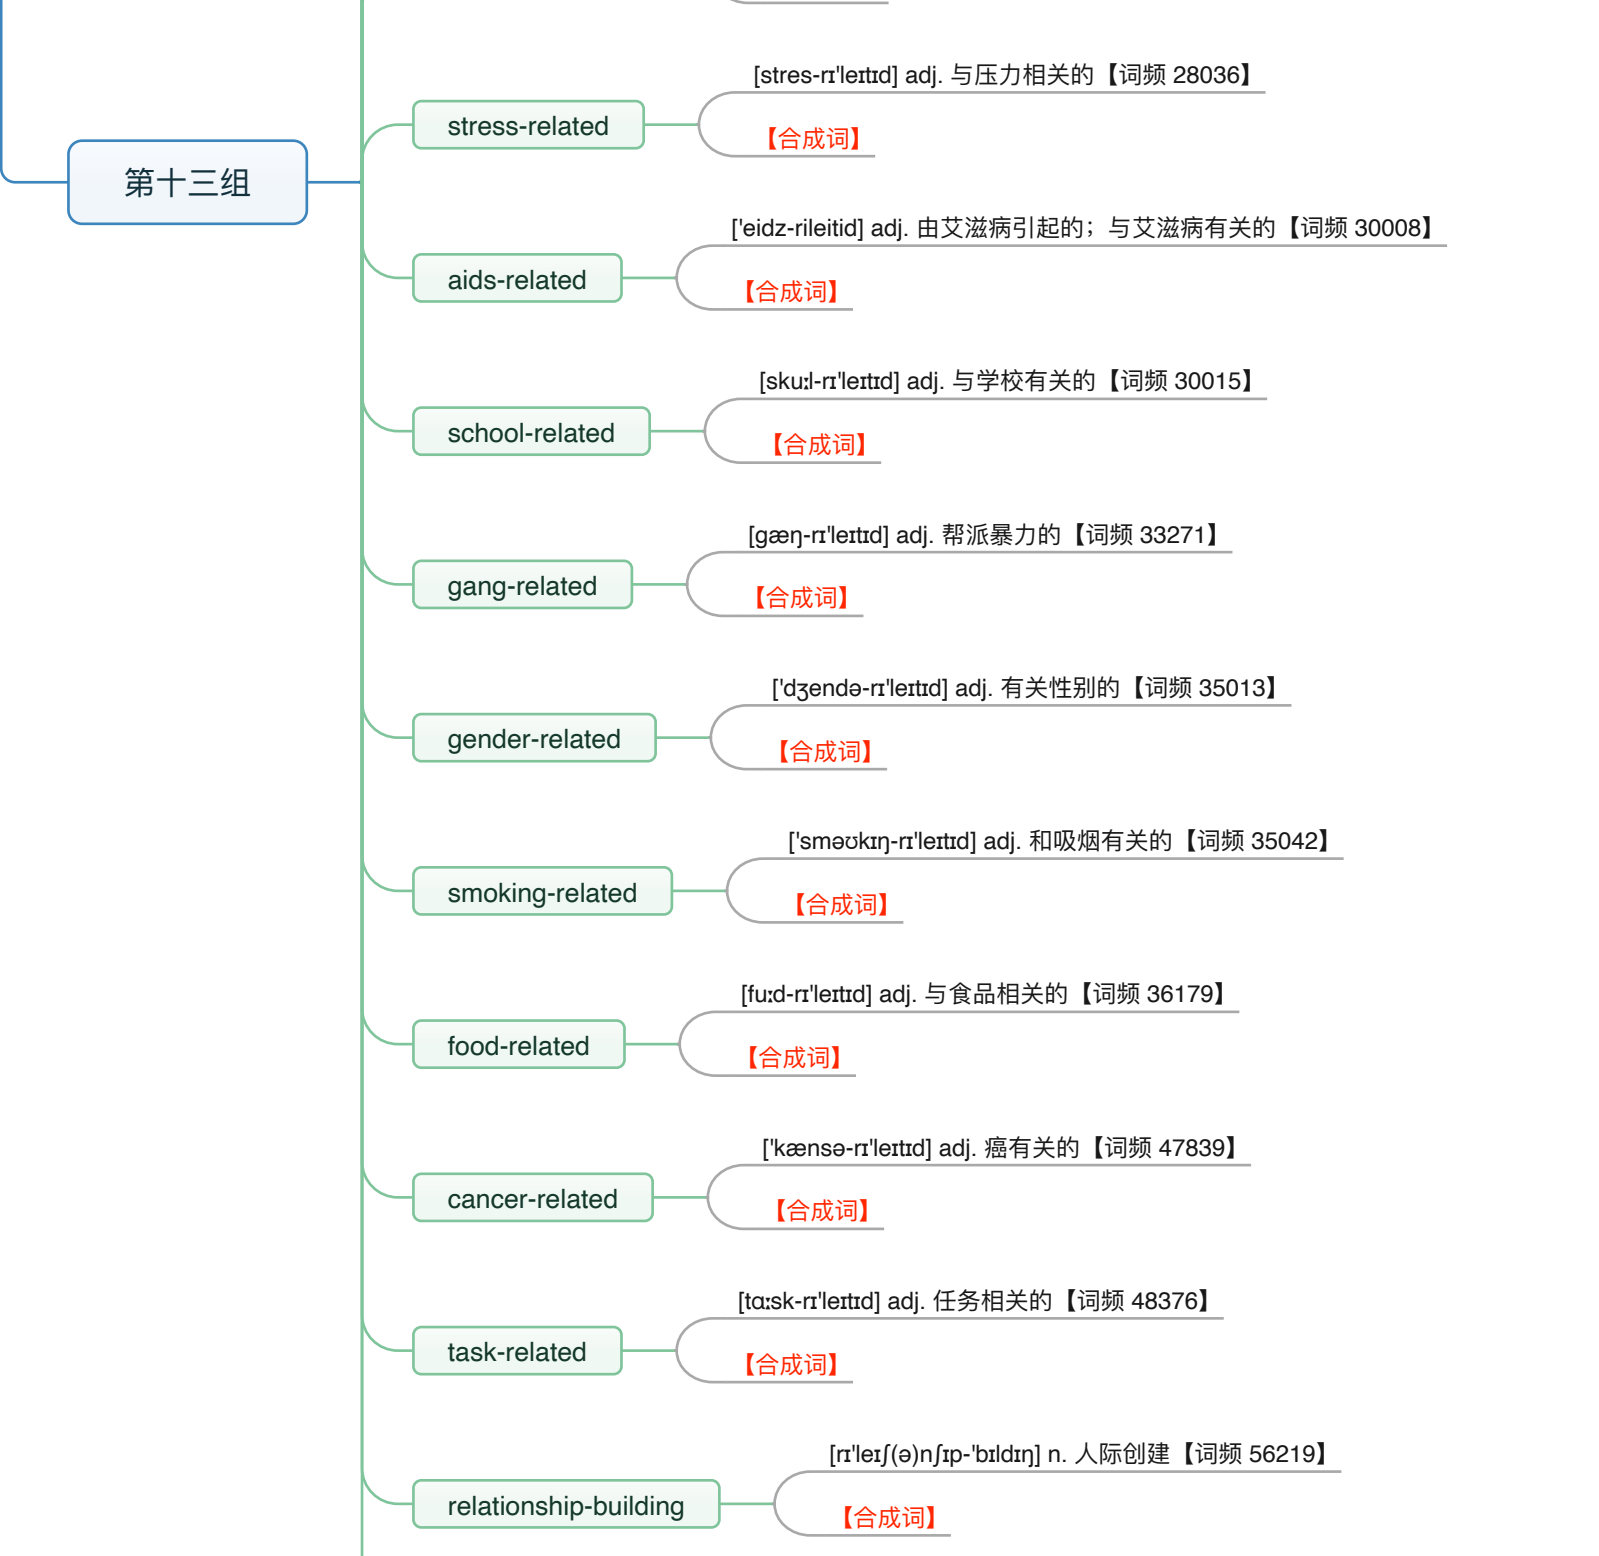 第十三组
stress-related
[stres-rɪ'leɪtɪd] adj. 与压力相关的【词频 28036】
【合成词】
aids-related
['eidz-rileitid] adj. 由艾滋病引起的；与艾滋病有关的【词频 30008】
【合成词】
school-related
[skuːl-rɪ'leɪtɪd] adj. 与学校有关的【词频 30015】
【合成词】
gang-related
[gæŋ-rɪ'leɪtɪd] adj. 帮派暴力的【词频 33271】
【合成词】
gender-related
['dʒendə-rɪ'leɪtɪd] adj. 有关性别的【词频 35013】
【合成词】
smoking-related
['sməʊkɪŋ-rɪ'leɪtɪd] adj. 和吸烟有关的【词频 35042】
【合成词】
food-related
[fuːd-rɪ'leɪtɪd] adj. 与食品相关的【词频 36179】
【合成词】
cancer-related
['kænsə-rɪ'leɪtɪd] adj. 癌有关的【词频 47839】
【合成词】
task-related
[tɑːsk-rɪ'leɪtɪd] adj. 任务相关的【词频 48376】
【合成词】
relationship-building
[rɪ'leɪʃ(ə)nʃɪp-'bɪldɪŋ] n. 人际创建【词频 56219】
【合成词】